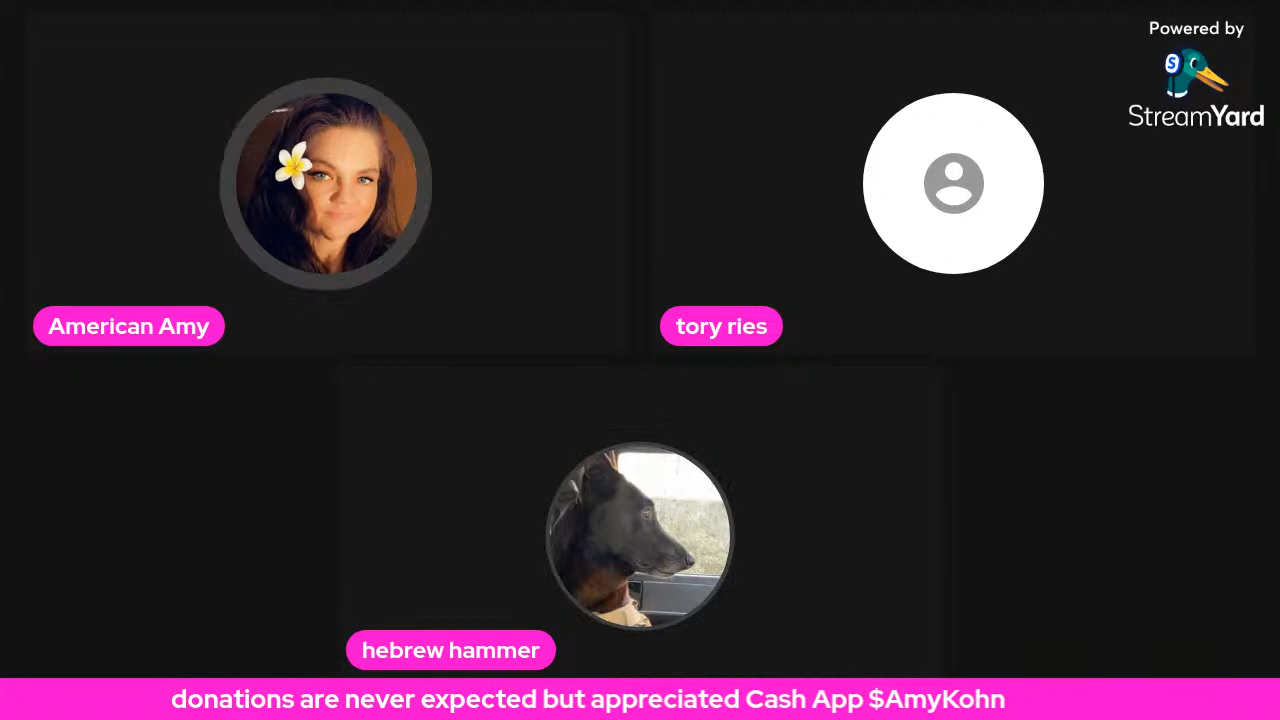 Powered by
S
StreamYard
American Amy
tory ries
hebrew hammer
donations are never expected but appreciated Cash App $AmyKohn